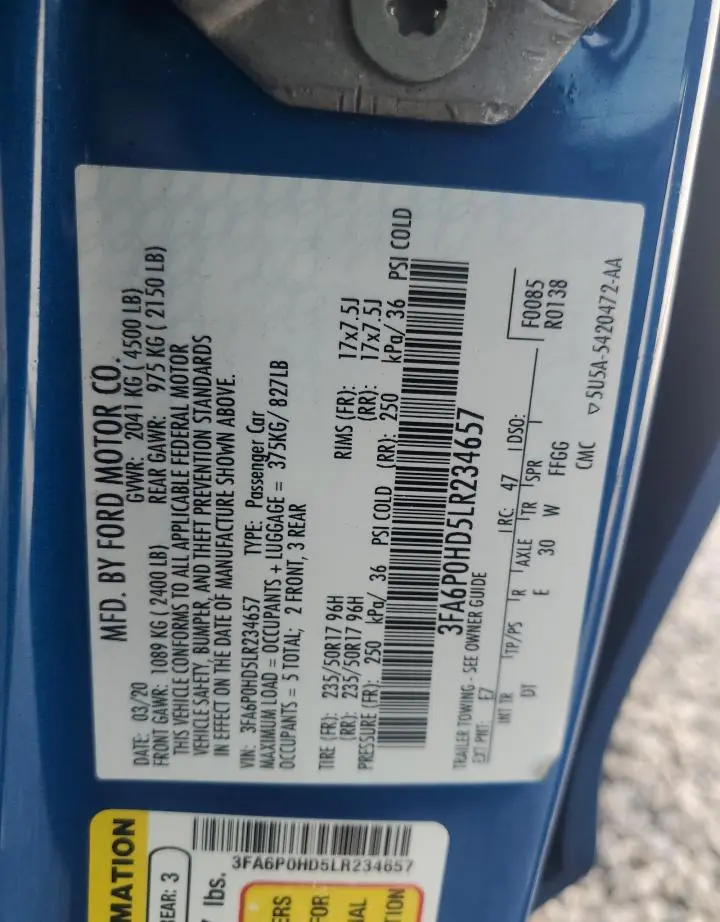 MFD. BY FORD MOTOR CO.
DATE: 03/20 GVWR: 2041 KG ( 4500 LB)
FRONT GAWR: 1089 KG ( 2400 LB) REAR GAWR: 975 KG ( 2150 LB)
THIS VEHICLE CONFORMS TO ALL APPLICABLE FEDERAL MOTOR
VEHICLE SAFETY, BUMPER, AND THEFT PREVENTION STANDARDS
IN EFFECT ON THE DATE OF MANUFACTURE SHOWN ABOVE.
VIN: 3FA6P0HD5LR234657 TYPE: Passenger Car
MAXIMUM LOAD = OCCUPANTS + LUGGAGE = 375KG/ 827LB
OCCUPANTS = 5 TOTAL; 2 FRONT, 3 REAR
TIRE (FR): 235/50R17 96H RIMS (FR): 17x7.5J
(RR): 235/50R17 96H (RR): 17x7.5J
PRESSURE (FR): 250 kPa/ 36 PSI COLD (RR): 250 kPa/ 36 PSI COLD
3FA6P0HD5LR234657
TRAILER TOWING - SEE OWNER GUIDE
EXT PNT: E7 RC: 47 DSO: F0085
R0138
INT TR TP/PS R AXLE TR SPR
DT E 30 W FFGG
CMC ▽5U5A-5420472-AA
3FA6P0HD5LR234657
MATION
REAR: 3
lbs.